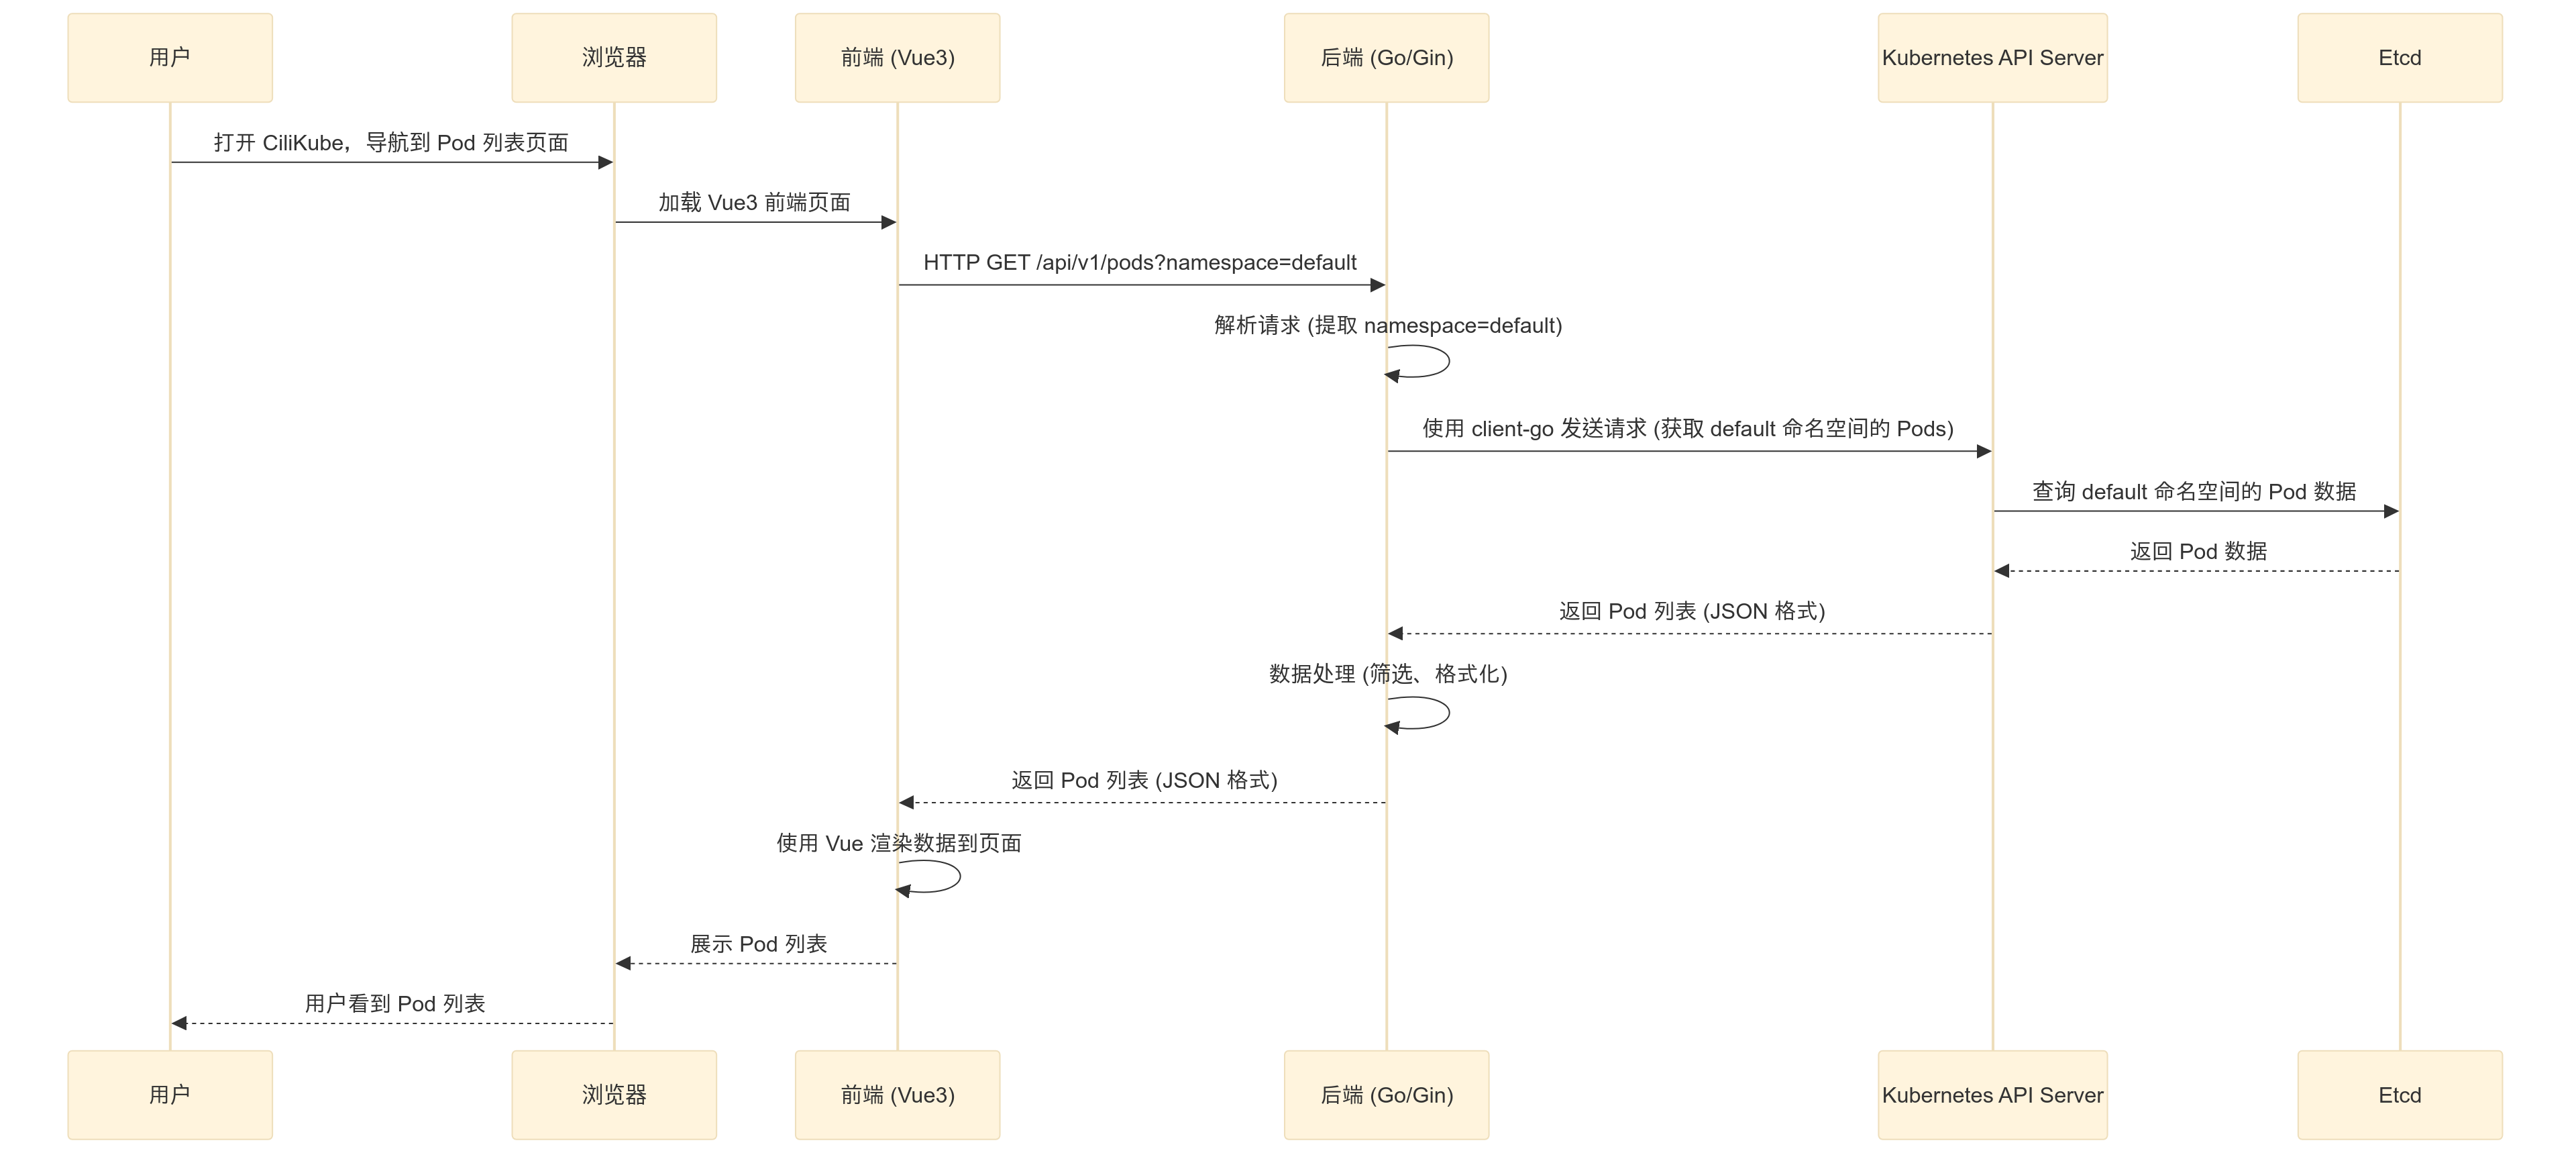 用户
浏览器
前端 (Vue3)
后端 (Go/Gin)
Kubernetes API Server
Etcd
打开 CiliKube，导航到 Pod 列表页面
加载 Vue3 前端页面
HTTP GET /api/v1/pods?namespace=default
解析请求 (提取 namespace=default)
使用 client-go 发送请求 (获取 default 命名空间的 Pods)
查询 default 命名空间的 Pod 数据
返回 Pod 数据
返回 Pod 列表 (JSON 格式)
数据处理 (筛选、格式化)
返回 Pod 列表 (JSON 格式)
使用 Vue 渲染数据到页面
展示 Pod 列表
用户看到 Pod 列表
用户
浏览器
前端 (Vue3)
后端 (Go/Gin)
Kubernetes API Server
Etcd